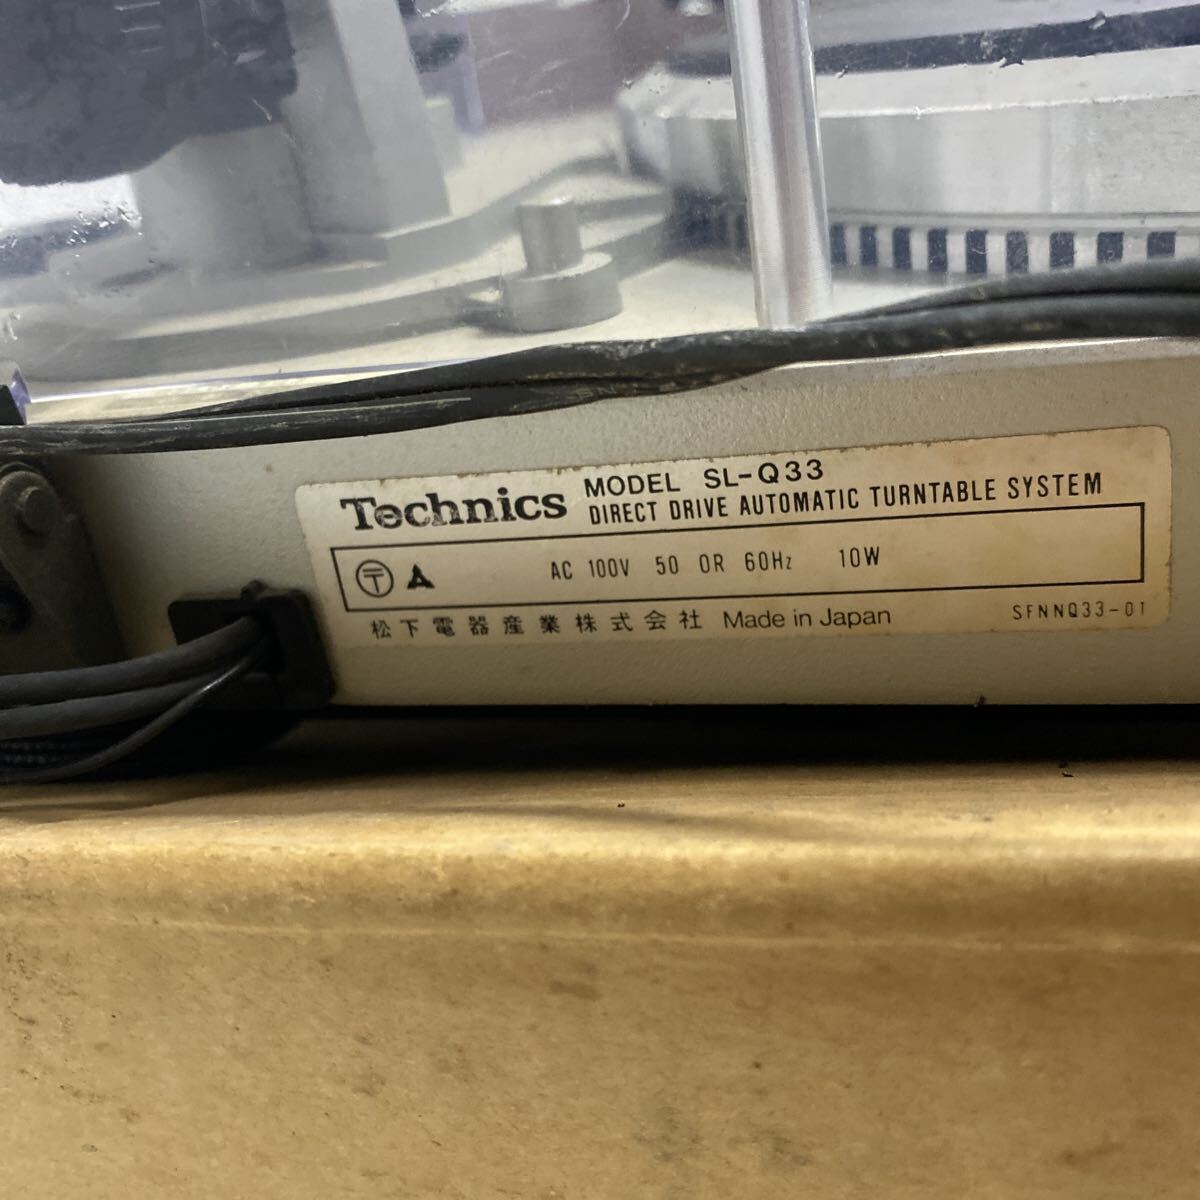 Technics MODEL SL-Q33
DIRECT DRIVE AUTOMATIC TURNTABLE SYSTEM
〒 AC 100V 50 OR 60Hz 10W
松下電器産業株式会社 Made in Japan SFNNQ33-01